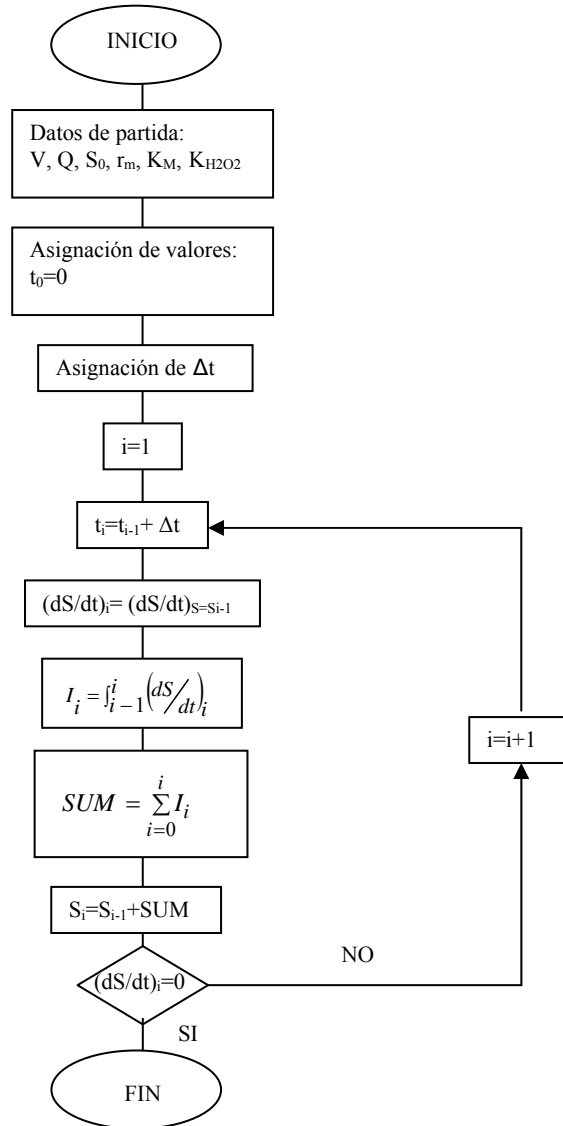 INICIO
Datos de partida:
V, Q, S₀, rₘ, K_M, K_H2O2
Asignación de valores:
t₀=0
Asignación de Δt
i=1
tᵢ=tᵢ₋₁+ Δt
(dS/dt)ᵢ= (dS/dt)S=Si-1
Iᵢ = ∫ᵢ₋₁ⁱ (dS/dt)ᵢ
i=i+1
SUM = ∑ᵢ₌₀ⁱ Iᵢ
Sᵢ=Sᵢ₋₁+SUM
NO
(dS/dt)ᵢ=0
SI
FIN